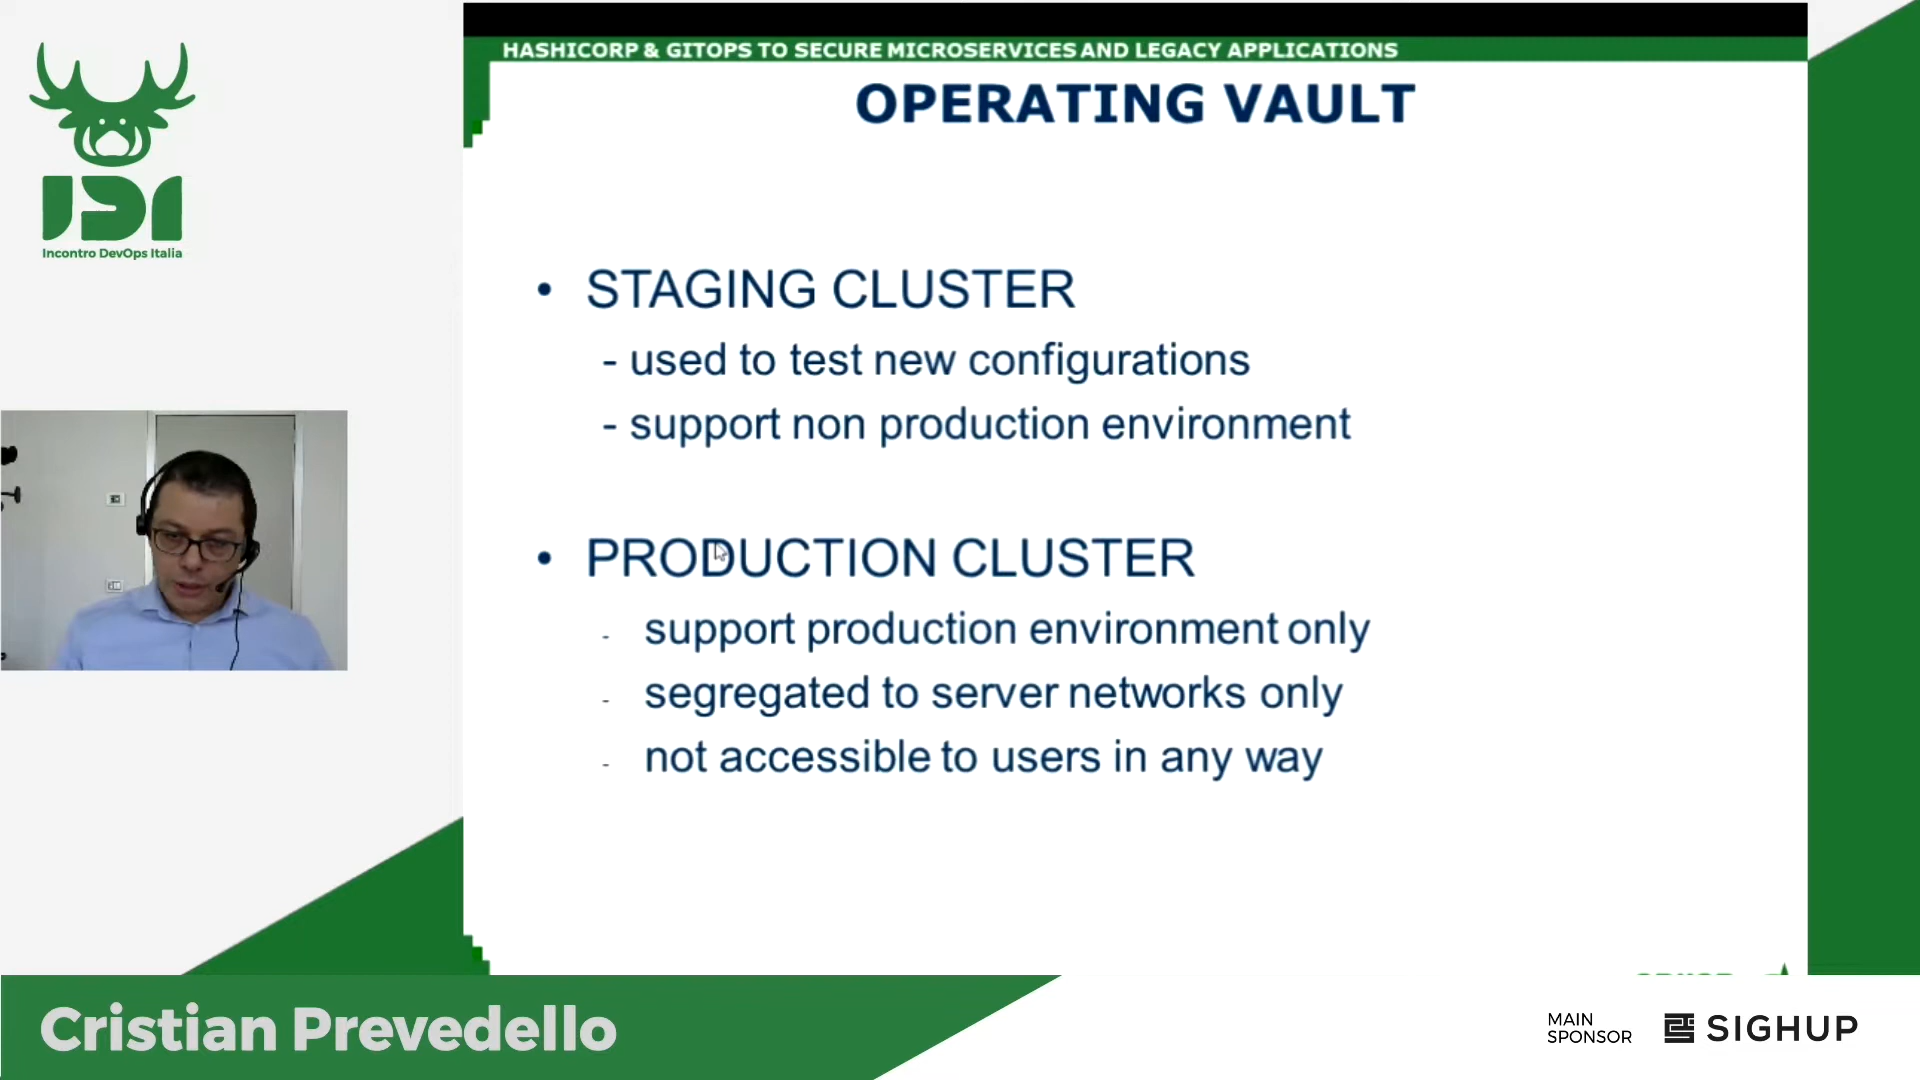 HASHICORP & GITOPS TO SECURE MICROSERVICES AND LEGACY APPLICATIONS
OPERATING VAULT
IDI
Incontro DevOps Italia
• STAGING CLUSTER
- used to test new configurations
- support non production environment
• PRODUCTION CLUSTER
- support production environment only
- segregated to server networks only
- not accessible to users in any way
Cristian Prevedello
MAIN
SPONSOR
SIGHUP